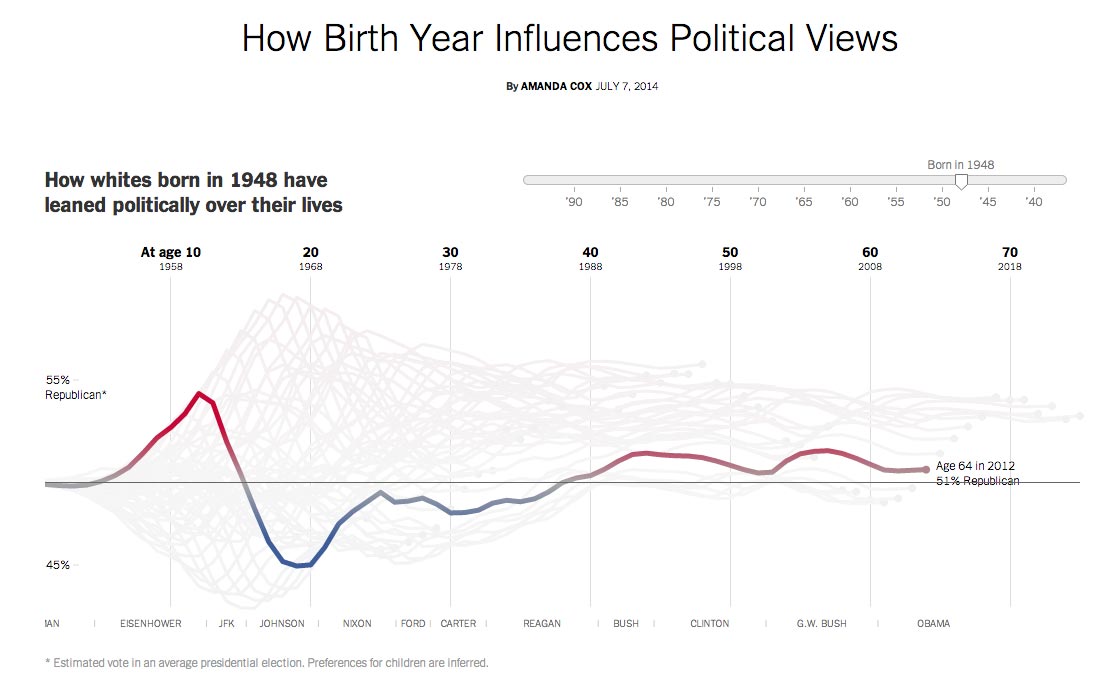 How Birth Year Influences Political Views
By AMANDA COX JULY 7, 2014
How whites born in 1948 have
leaned politically over their lives
Born in 1948
'90 '85 '80 '75 '70 '65 '60 '55 '50 '45 '40
At age 10 20 30 40 50 60 70
1958 1968 1978 1988 1998 2008 2018
55%
Republican*
Age 64 in 2012
51% Republican
45%
IAN EISENHOWER JFK JOHNSON NIXON FORD CARTER REAGAN BUSH CLINTON G.W. BUSH OBAMA
* Estimated vote in an average presidential election. Preferences for children are inferred.